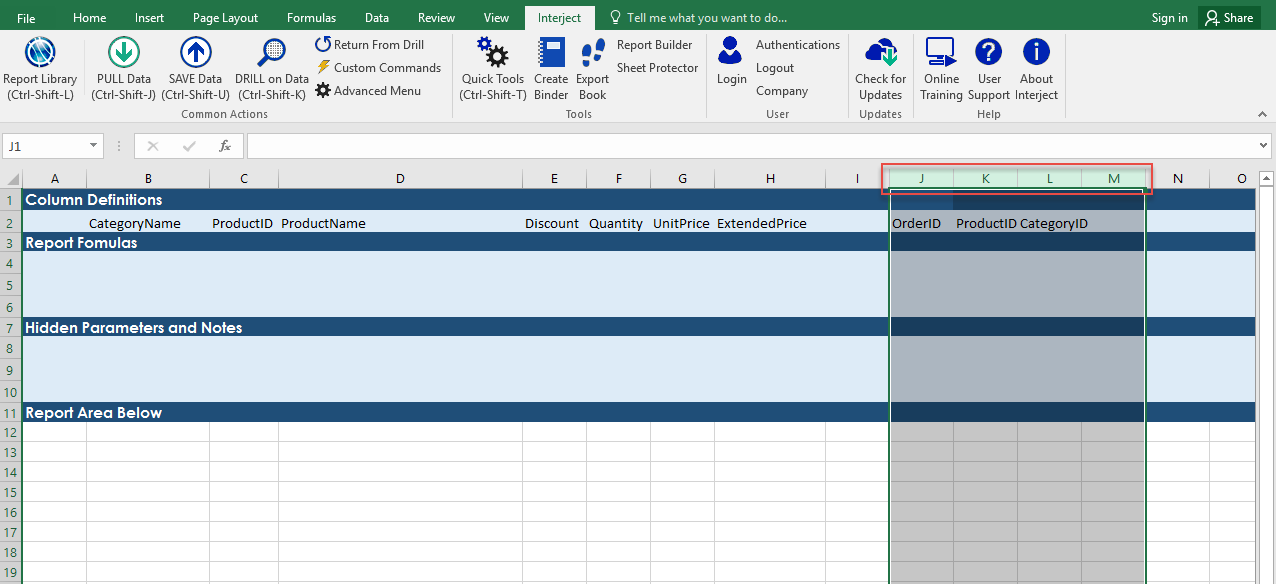 File Home Insert Page Layout Formulas Data Review View Interject Tell me what you want to do... Sign in Share
Report Library
(Ctrl-Shift-L)
PULL Data
(Ctrl-Shift-J)
SAVE Data
(Ctrl-Shift-U)
DRILL on Data
(Ctrl-Shift-K)
Return From Drill
Custom Commands
Advanced Menu
Common Actions
Quick Tools
(Ctrl-Shift-T)
Create
Binder
Export
Book
Report Builder
Sheet Protector
Tools
Login
Authentications
Logout
Company
User
Check for
Updates
Updates
Online
Training
User
Support
About
Interject
Help
J1 fx
A B C D E F G H I J K L M N O
1 Column Definitions
2 CategoryName ProductID ProductName Discount Quantity UnitPrice ExtendedPrice OrderID ProductID CategoryID
3 Report Fomulas
4
5
6
7 Hidden Parameters and Notes
8
9
10
11 Report Area Below
12
13
14
15
16
17
18
19